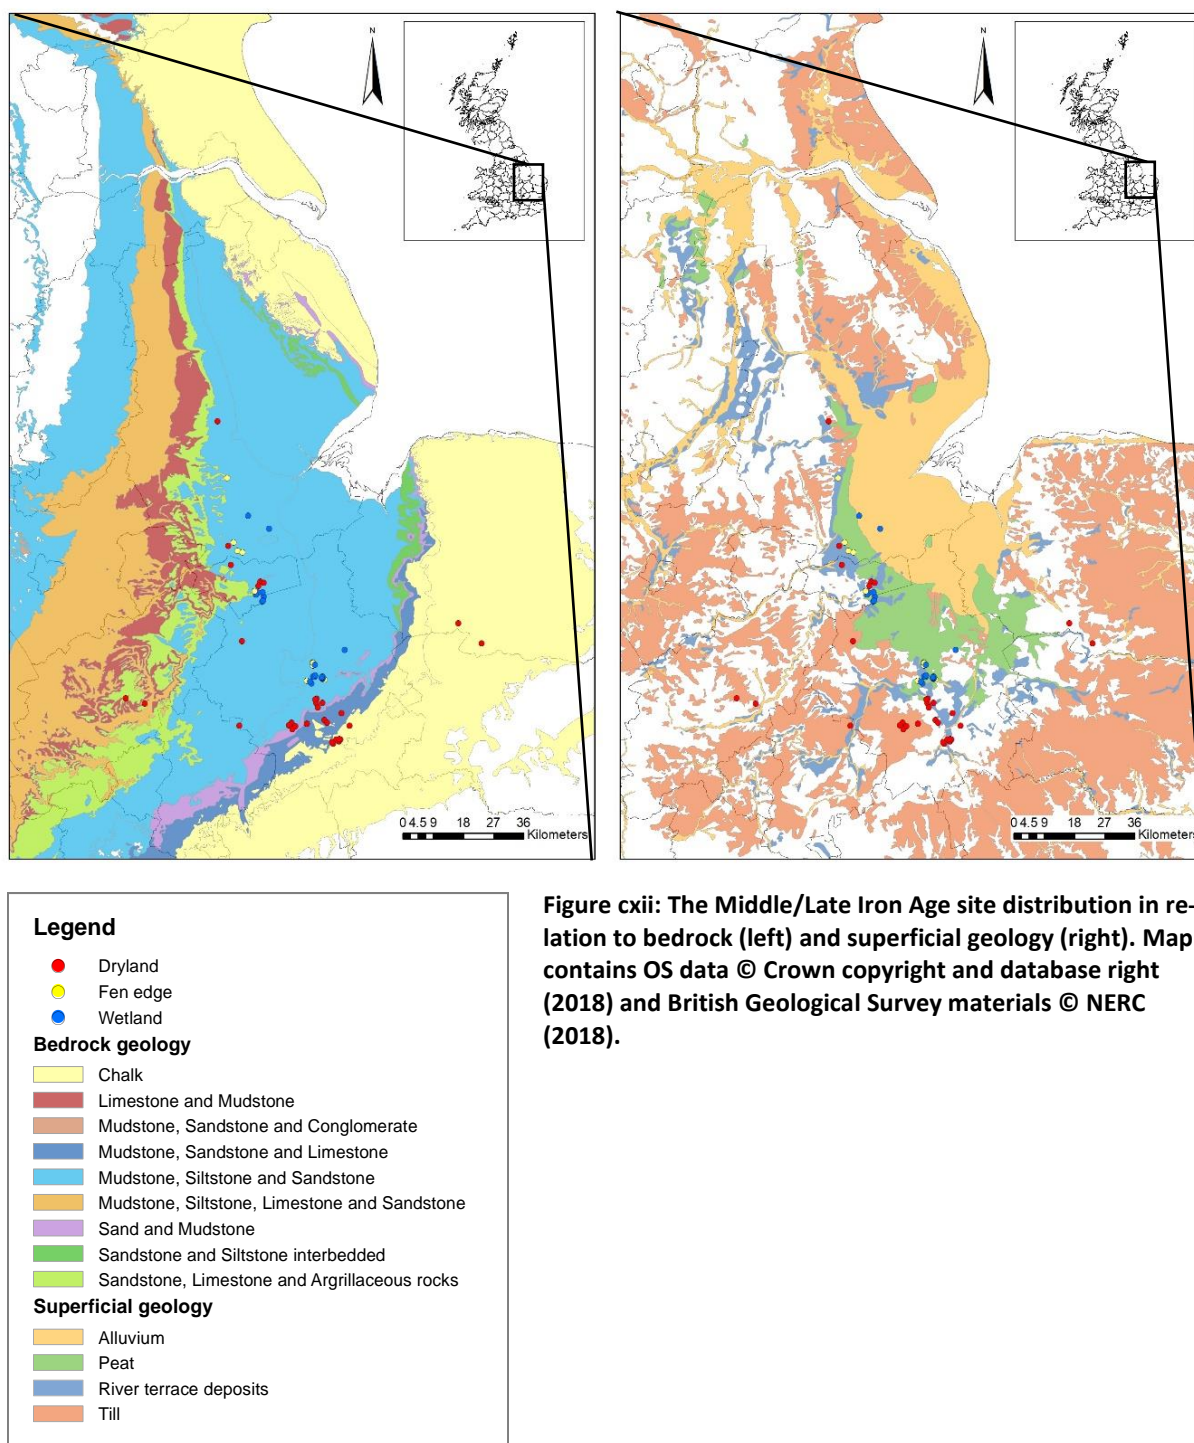 N
N
0 4.5 9 18 27 36
Kilometers
0 4.5 9 18 27 36
Kilometers
Legend
Dryland
Fen edge
Wetland
Bedrock geology
Chalk
Limestone and Mudstone
Mudstone, Sandstone and Conglomerate
Mudstone, Sandstone and Limestone
Mudstone, Siltstone and Sandstone
Mudstone, Siltstone, Limestone and Sandstone
Sand and Mudstone
Sandstone and Siltstone interbedded
Sandstone, Limestone and Argrillaceous rocks
Superficial geology
Alluvium
Peat
River terrace deposits
Till
Figure cxii: The Middle/Late Iron Age site distribution in re-
lation to bedrock (left) and superficial geology (right). Map
contains OS data © Crown copyright and database right
(2018) and British Geological Survey materials © NERC
(2018).